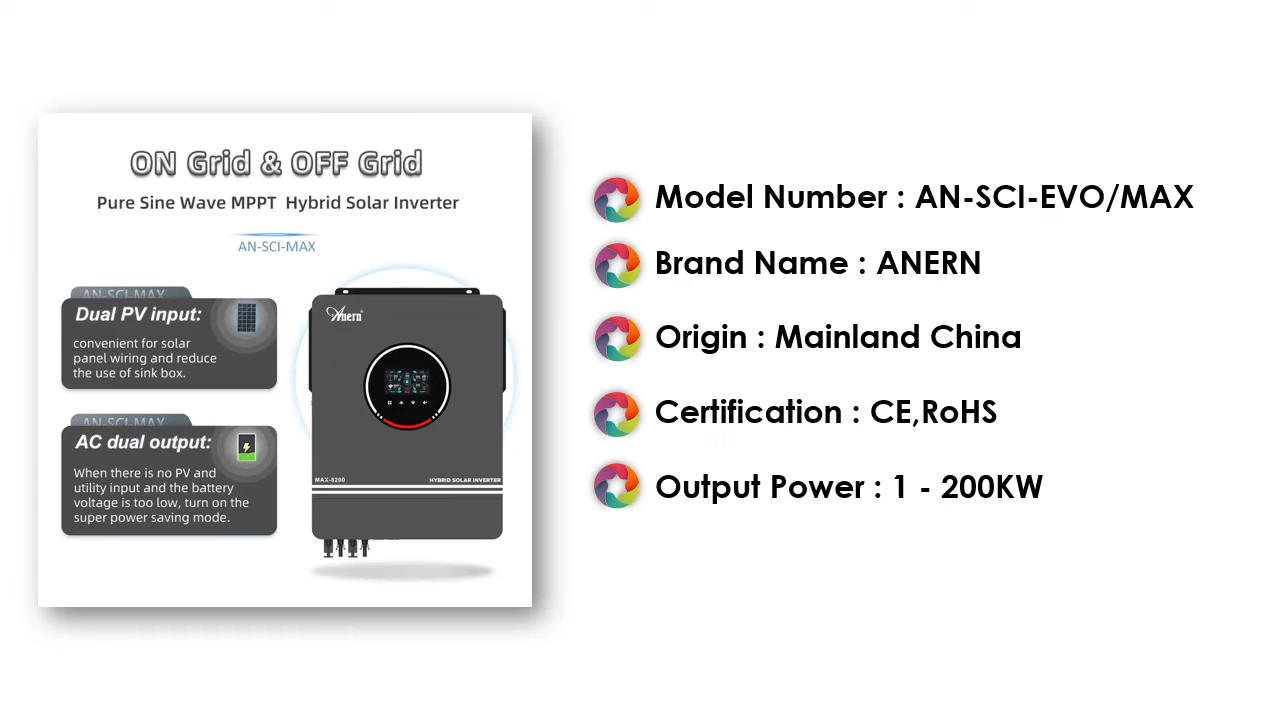 ON Grid & OFF Grid
Pure Sine Wave MPPT Hybrid Solar Inverter
AN-SCI-MAX
AN-SCI-MAX
Dual PV input:
convenient for solar
panel wiring and reduce
the use of sink box.
AN-SCI-MAX
AC dual output:
When there is no PV and
utility input and the battery
voltage is too low, turn on the
super power saving mode.
Anern®
MAX-6200 HYBRID SOLAR INVERTER
Model Number : AN-SCI-EVO/MAX
Brand Name : ANERN
Origin : Mainland China
Certification : CE,RoHS
Output Power : 1 - 200KW